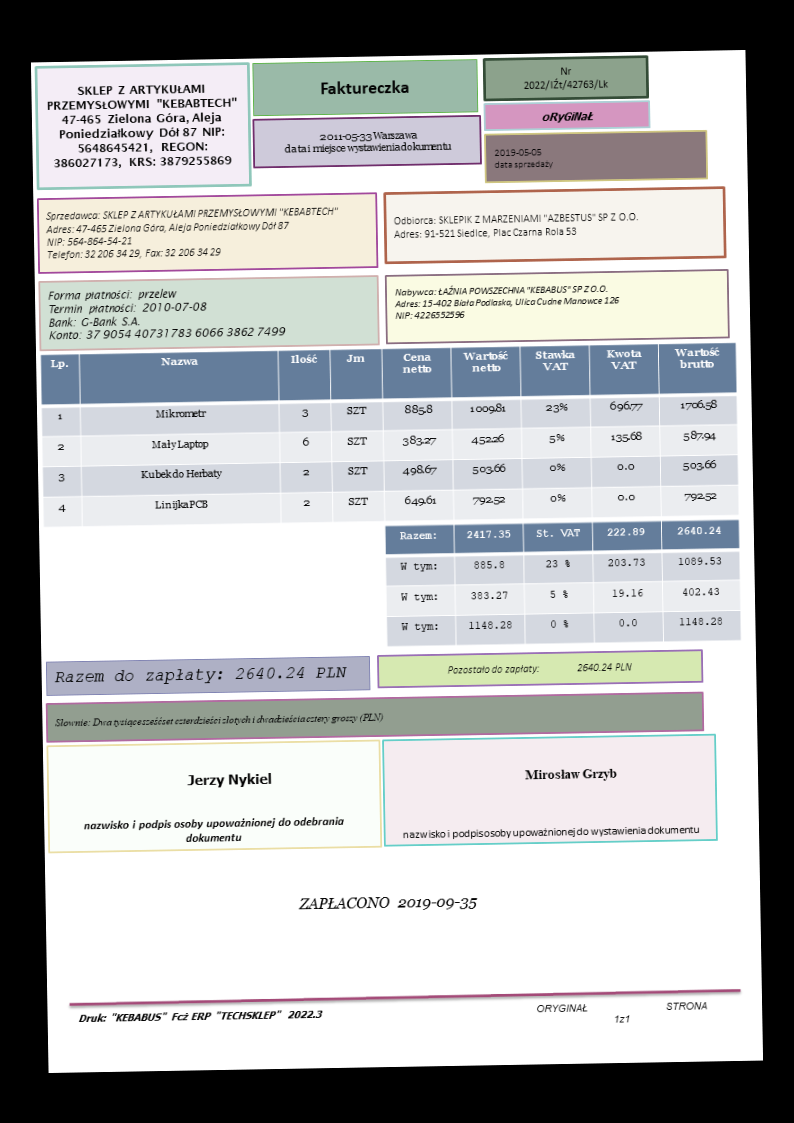 SKLEP Z ARTYKUŁAMI
PRZEMYSŁOWYMI "KEBABTECH"
47-465 Zielona Góra, Aleja
Poniedziałkowy Dół 87 NIP:
5648645421, REGON:
386027173, KRS: 3879255869
Faktureczka
2011-05-33 Warszawa
data i miejsce wystawienia dokumentu
Nr
2022/IŹt/42763/Lk
oRyGiNaŁ
2019-05-05
data sprzedaży
Sprzedawca: SKLEP Z ARTYKUŁAMI PRZEMYSŁOWYMI "KEBABTECH"
Adres: 47-465 Zielona Góra, Aleja Poniedziałkowy Dół 87
NIP: 564-864-54-21
Telefon: 32 206 34 29, Fax: 32 206 34 29
Odbiorca: SKLEPIK Z MARZENIAMI "AZBESTUS" SP Z O.O.
Adres: 91-521 Siedlce, Plac Czarna Rola 53
Forma płatności: przelew
Termin płatności: 2010-07-08
Bank: G-Bank S.A.
Konto: 37 9054 4073 1783 6066 3862 7499
Nabywca: ŁAŹNIA POWSZECHNA "KEBABUS" SP Z O.O.
Adres: 15-402 Biała Podlaska, Ulica Cudne Manowce 126
NIP: 4226552596
Lp. Nazwa Ilość Jm Cena netto Wartość netto Stawka VAT Kwota VAT Wartość brutto
1 Mikrometr 3 SZT 885.8 1009.81 23% 696.77 1706.58
2 Mały Laptop 6 SZT 383.27 452.26 5% 135.68 587.94
3 Kubek do Herbaty 2 SZT 498.67 503.66 0% 0.0 503.66
4 Linijka PCB 2 SZT 649.61 792.52 0% 0.0 792.52
Razem: 2417.35 St. VAT 222.89 2640.24
W tym: 885.8 23 % 203.73 1089.53
W tym: 383.27 5 % 19.16 402.43
W tym: 1148.28 0 % 0.0 1148.28
Razem do zapłaty: 2640.24 PLN
Pozostało do zapłaty: 2640.24 PLN
Słownie: Dwa tysiące sześćset czterdzieści złotych i dwadzieścia cztery groszy (PLN)
Jerzy Nykiel
nazwisko i podpis osoby upoważnionej do odebrania
dokumentu
Mirosław Grzyb
nazwisko i podpis osoby upoważnionej do wystawienia dokumentu
ZAPŁACONO 2019-09-35
Druk: "KEBABUS" Fcż ERP "TECHSKLEP" 2022.3
ORYGINAŁ STRONA
1 z 1